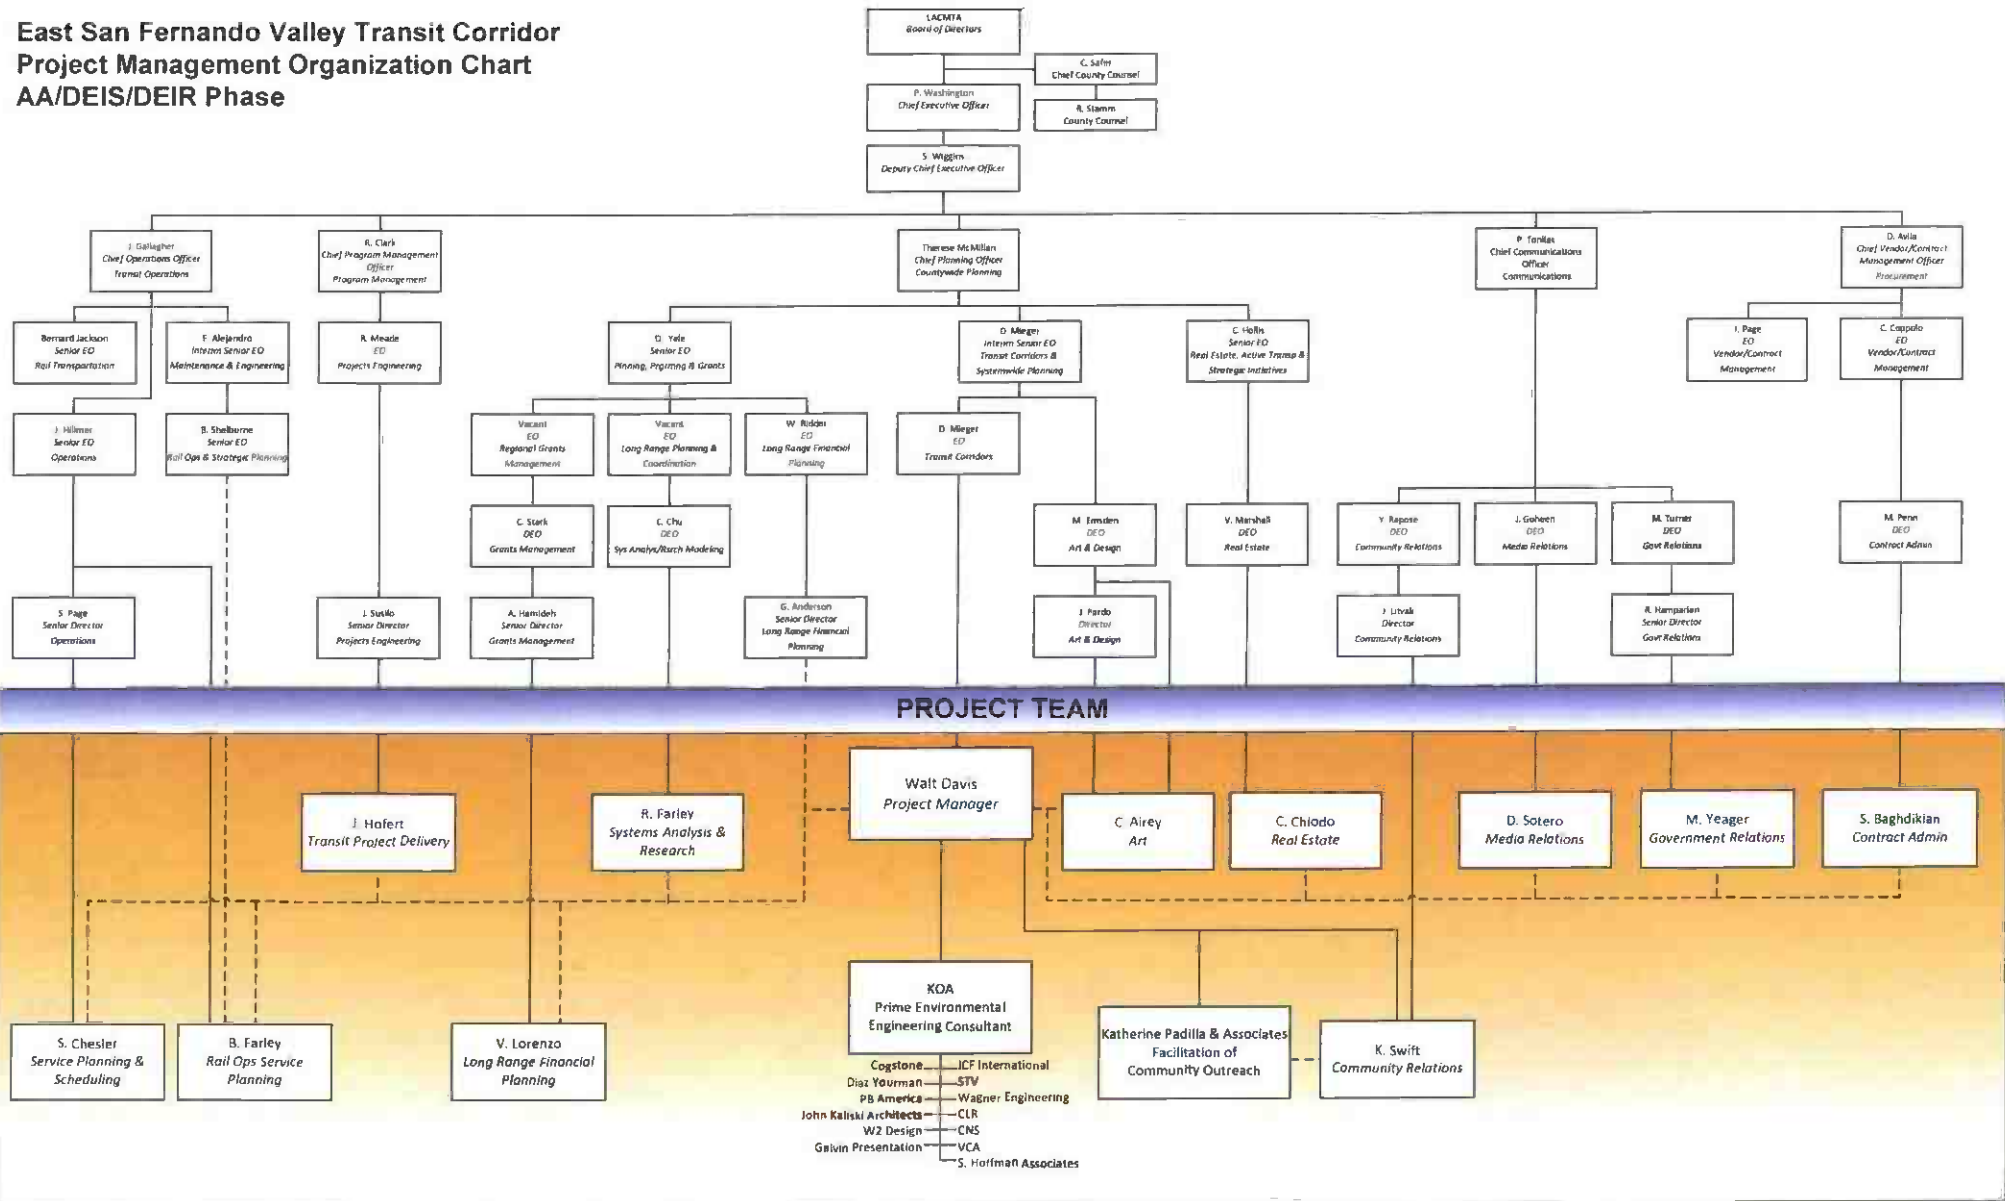 East San Fernando Valley Transit Corridor
Project Management Organization Chart
AA/DEIS/DEIR Phase
LACMTA
Board of Directors
C. Safer
Chief County Counsel
P. Washington
Chief Executive Officer
R. Stamm
County Counsel
S. Wiggins
Deputy Chief Executive Officer
J. Gallagher
Chief Operations Officer
Transit Operations
R. Clark
Chief Program Management
Officer
Program Management
Therese McMillan
Chief Planning Officer
Countywide Planning
P.
Chief Communications
Officer
Communications
D. Avila
Chief Vendor/Contract
Management Officer
Procurement
Bernard Jackson
Senior EO
Rail Transportation
F. Alejandro
Interim Senior EO
Maintenance & Engineering
R. Meade
EO
Projects Engineering
D. Yale
Senior EO
Plnning, Prgrmng & Grants
D. Mieger
Interim Senior EO
Transit Corridors &
Systemwide Planning
C. Hollis
Senior EO
Real Estate, Active Transp &
Strategic Initiatives
I. Page
EO
Vendor/Contract
Management
C. Coppolo
EO
Vendor/Contract
Management
J. Hillmer
Senior EO
Operations
B. Shelburne
Senior EO
Rail Ops & Strategic Planning
Vacant
EO
Regional Grants
Management
Vacant
EO
Long Range Planning &
Coordination
W. Ridder
EO
Long Range Financial
Planning
D. Mieger
EO
Transit Corridors
C. Stark
DEO
Grants Management
C. Chu
DEO
Sys Analys/Rsrch Modeling
M. Emsden
DEO
Art & Design
V. Marshall
DEO
Real Estate
Y. Rapose
DEO
Community Relations
J. Goheen
DEO
Media Relations
M. Turner
DEO
Govt Relations
M. Penn
DEO
Contract Admin
S. Page
Senior Director
Operations
J. Susilo
Senior Director
Projects Engineering
A. Hamideh
Senior Director
Grants Management
G. Anderson
Senior Director
Long Range Financial
Planning
J. Pardo
Director
Art & Design
J. Litvak
Director
Community Relations
R. Hamparian
Senior Director
Govt Relations
PROJECT TEAM
Walt Davis
Project Manager
J. Hofert
Transit Project Delivery
R. Farley
Systems Analysis &
Research
C Airey
Art
C. Chiodo
Real Estate
D. Sotero
Media Relations
M. Yeager
Government Relations
S. Baghdikian
Contract Admin
KOA
Prime Environmental
Engineering Consultant
S. Chesler
Service Planning &
Scheduling
B. Farley
Rail Ops Service
Planning
V. Lorenzo
Long Range Financial
Planning
Katherine Padilla & Associates
Facilitation of
Community Outreach
K. Swift
Community Relations
Cogstone ICF International
Diaz Yourman STV
PB America Wagner Engineering
John Kaliski Architects CLR
W2 Design CNS
Galvin Presentation VCA
S. Hoffman Associates